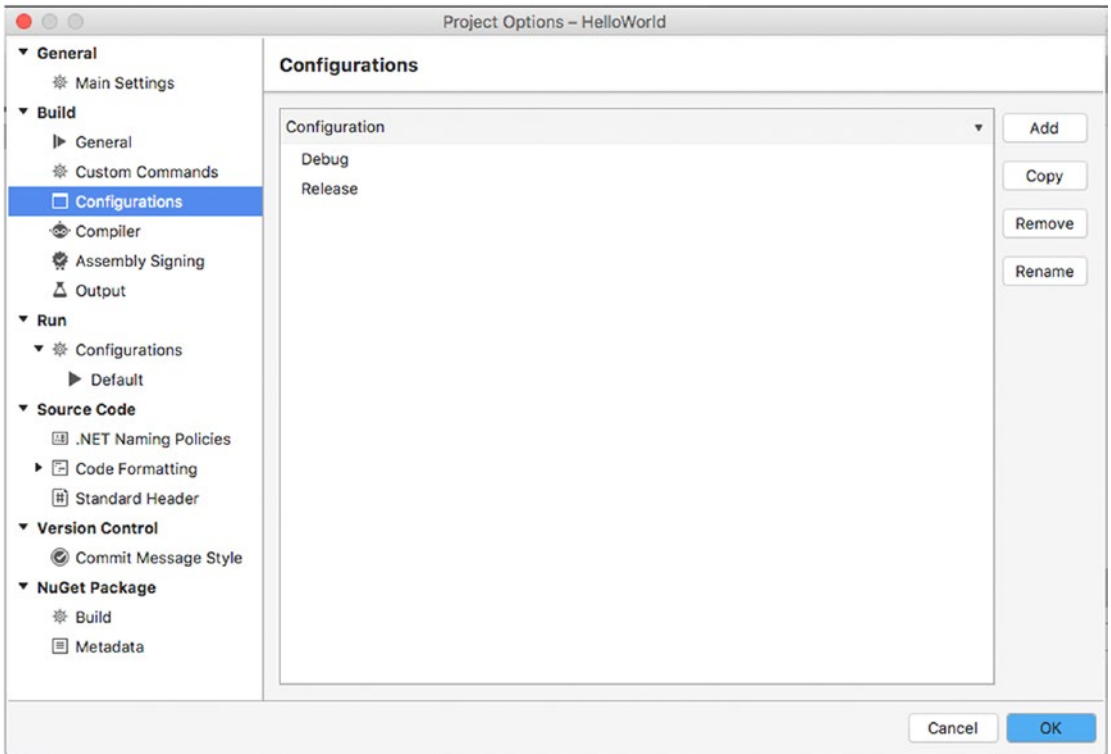 Project Options – HelloWorld
General
Main Settings
Build
General
Custom Commands
Configurations
Compiler
Assembly Signing
Output
Run
Configurations
Default
Source Code
.NET Naming Policies
Code Formatting
Standard Header
Version Control
Commit Message Style
NuGet Package
Build
Metadata
Configurations
Configuration
Debug
Release
Add
Copy
Remove
Rename
Cancel
OK